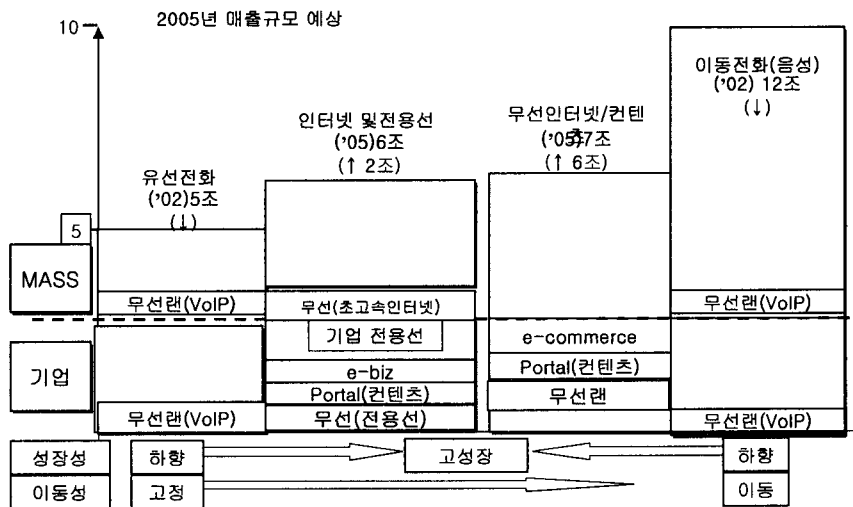 2005년 매출규모 예상
10
5
유선전화
('02)5조
(↓)
인터넷 및전용선
('05)6조
(↑ 2조)
무선인터넷/컨텐
츠
('05)7조
(↑ 6조)
이동전화(음성)
('02) 12조
(↓)
MASS
무선랜(VoIP)
무선(초고속인터넷)
무선랜(VoIP)
기업
기업 전용선
e-biz
Portal(컨텐츠)
무선(전용선)
무선랜(VoIP)
e-commerce
Portal(컨텐츠)
무선랜
무선랜(VoIP)
성장성
하향
고성장
하향
이동성
고정
이동